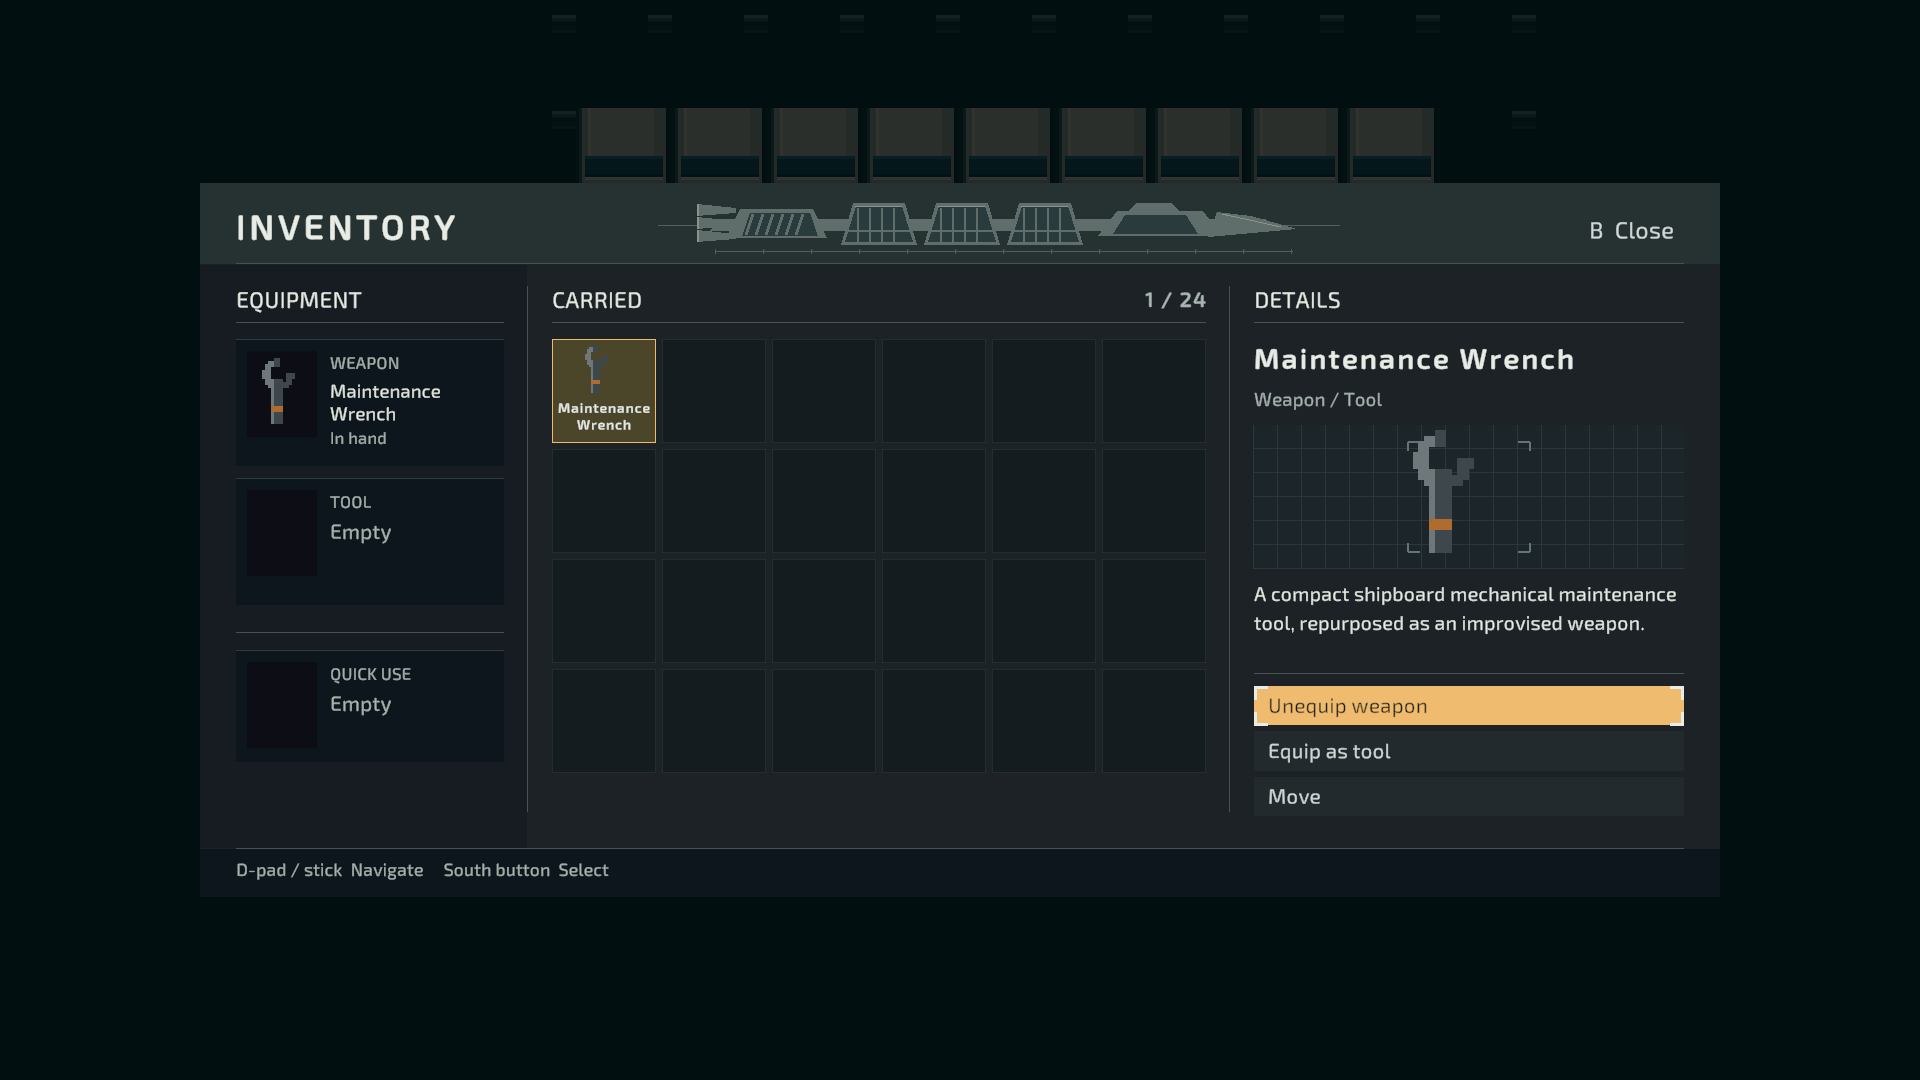 INVENTORY
B Close
EQUIPMENT
WEAPON
Maintenance
Wrench
In hand
TOOL
Empty
QUICK USE
Empty
CARRIED
1 / 24
Maintenance
Wrench
DETAILS
Maintenance Wrench
Weapon / Tool
A compact shipboard mechanical maintenance
tool, repurposed as an improvised weapon.
Unequip weapon
Equip as tool
Move
D-pad / stick Navigate South button Select